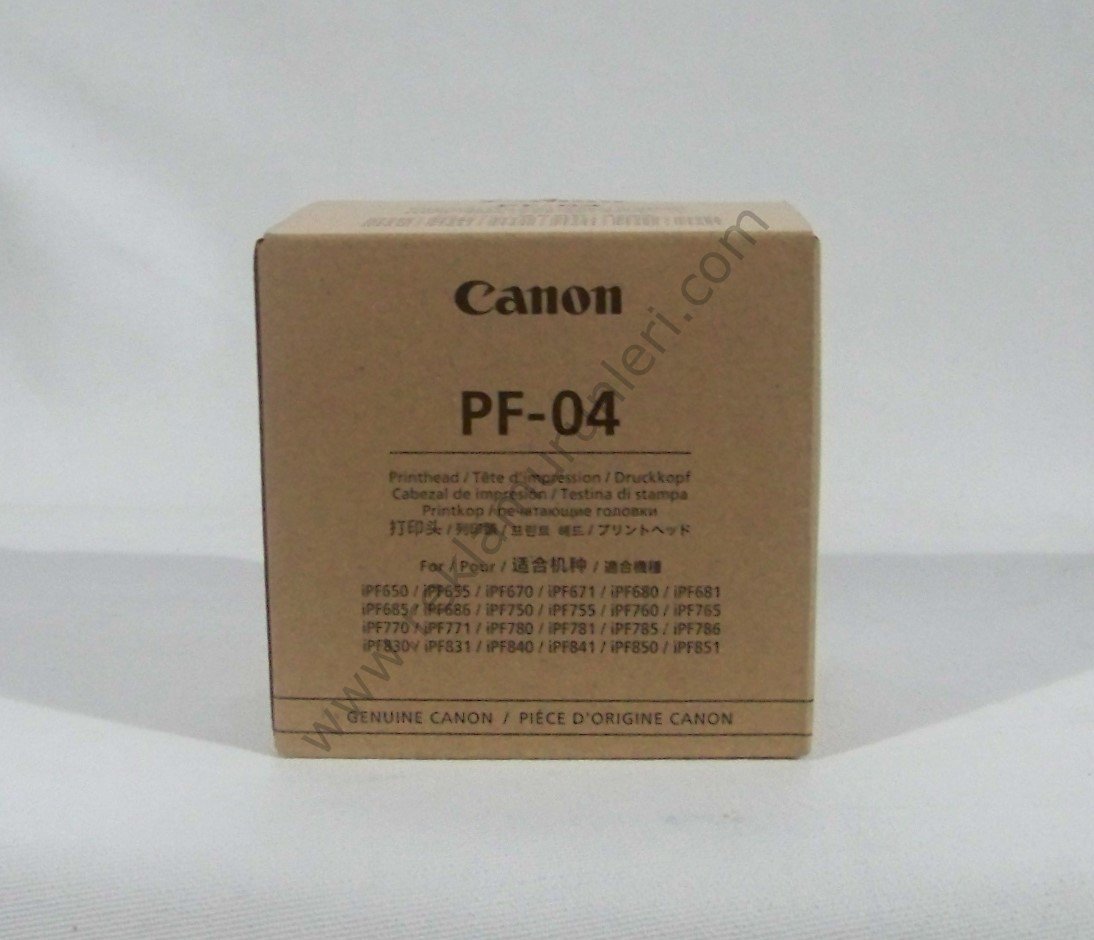 Canon
PF-04
Printhead / Tête d'impression / Druckkopf
Cabezal de impresión / Testina di stampa
Printkop / печатающие головки
打印头 / 列印頭 / 프린트 헤드 / プリントヘッド
For / Pour / 适合机种 / 適合機種
iPF650 / iPF655 / iPF670 / iPF671 / iPF680 / iPF681
iPF685 / iPF686 / iPF750 / iPF755 / iPF760 / iPF765
iPF770 / iPF771 / iPF780 / iPF781 / iPF785 / iPF786
iPF830 / iPF831 / iPF840 / iPF841 / iPF850 / iPF851
GENUINE CANON / PIÈCE D'ORIGINE CANON
www.reklamurunleri.com